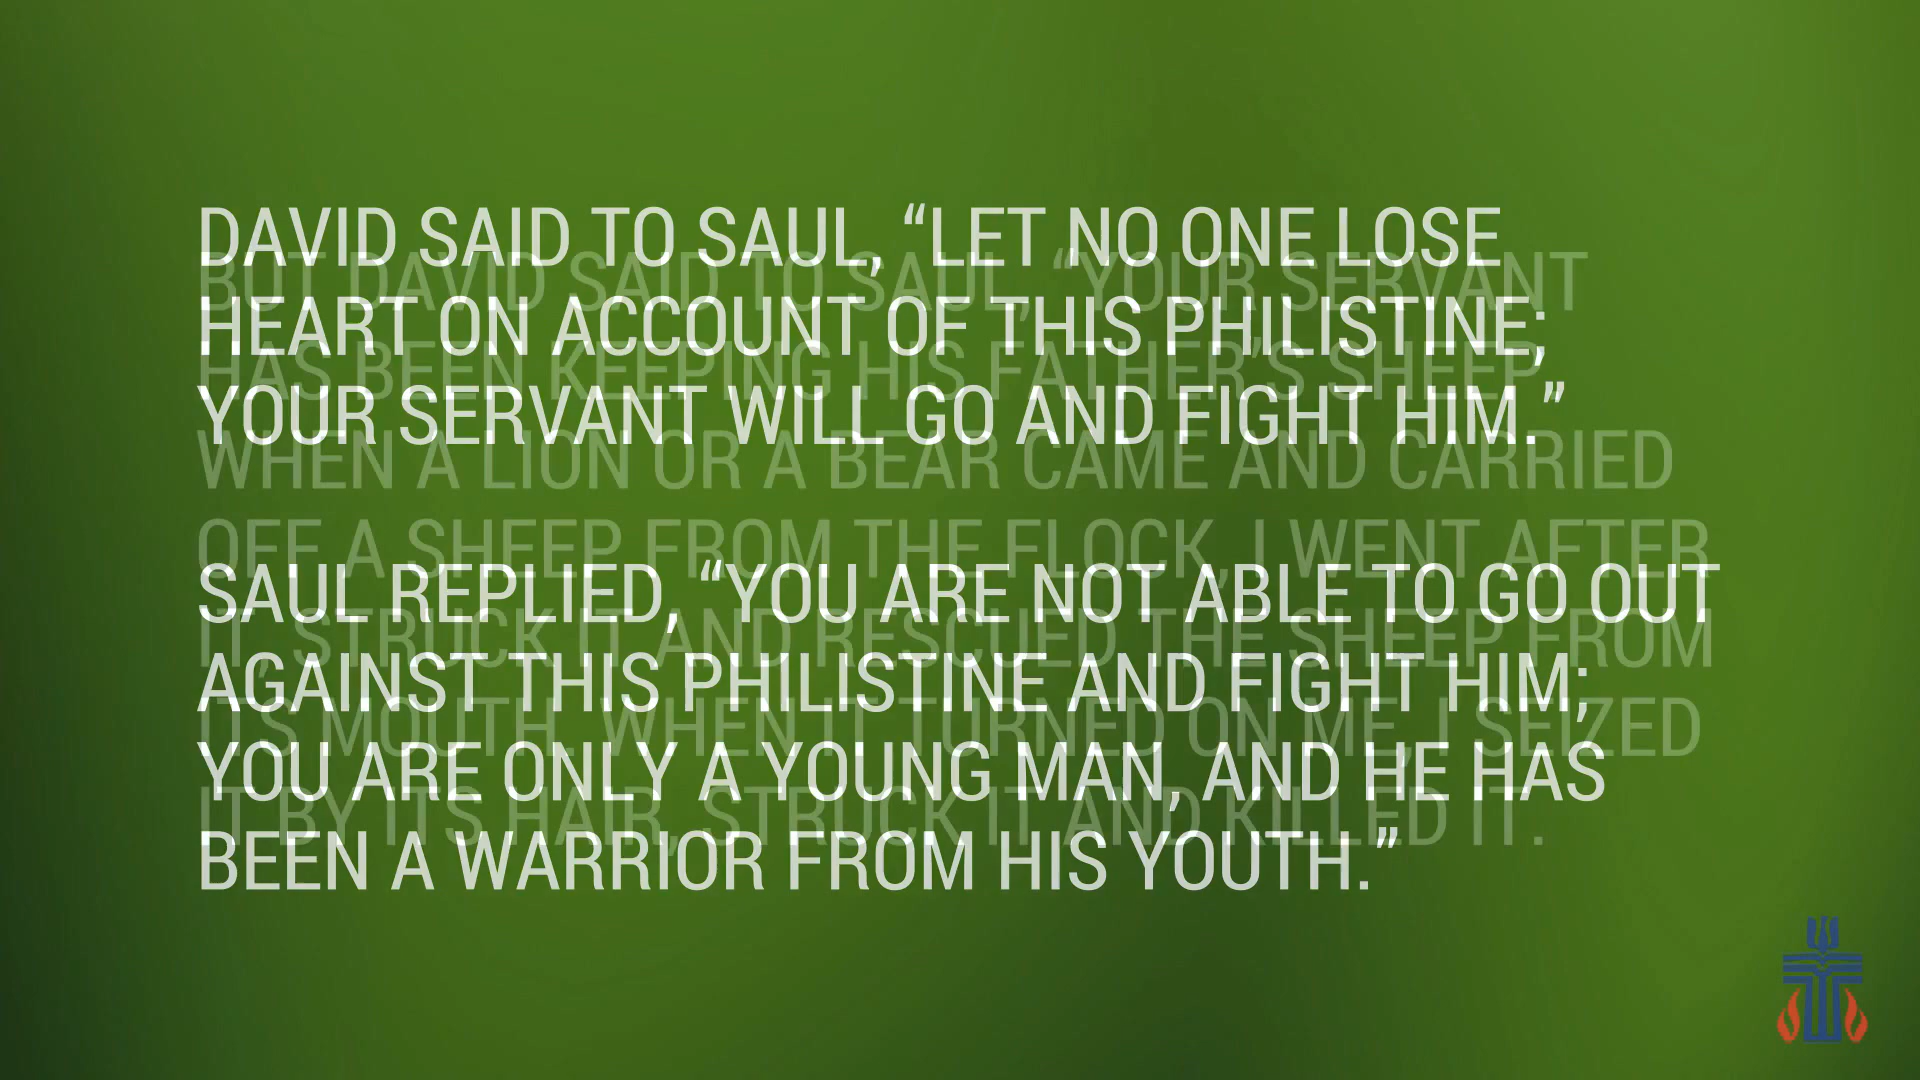 DAVID SAID TO SAUL, “LET NO ONE LOSE
HEART ON ACCOUNT OF THIS PHILISTINE;
YOUR SERVANT WILL GO AND FIGHT HIM.”
SAUL REPLIED, “YOU ARE NOT ABLE TO GO OUT
AGAINST THIS PHILISTINE AND FIGHT HIM;
YOU ARE ONLY A YOUNG MAN, AND HE HAS
BEEN A WARRIOR FROM HIS YOUTH.”
BUT DAVID SAID TO SAUL, “YOUR SERVANT
HAS BEEN KEEPING HIS FATHER’S SHEEP.
WHEN A LION OR A BEAR CAME AND CARRIED
OFF A SHEEP FROM THE FLOCK, I WENT AFTER
IT, STRUCK IT AND RESCUED THE SHEEP FROM
ITS MOUTH. WHEN IT TURNED ON ME, I SEIZED
IT BY ITS HAIR, STRUCK IT AND KILLED IT.